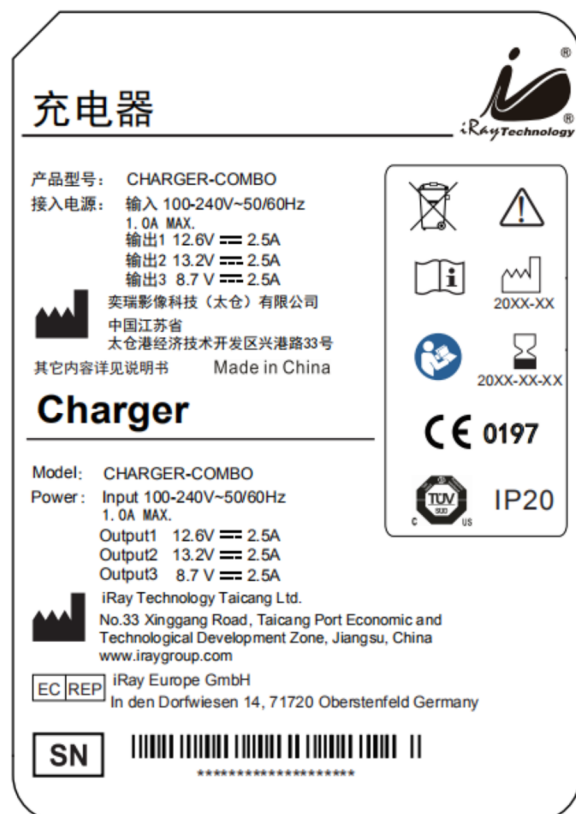 充电器
iRayTechnology
®
®
产品型号： CHARGER-COMBO
接入电源： 输入 100-240V~50/60Hz
1.0A MAX.
输出1 12.6V ⎓ 2.5A
输出2 13.2V ⎓ 2.5A
输出3 8.7 V ⎓ 2.5A
奕瑞影像科技（太仓）有限公司
中国江苏省
太仓港经济技术开发区兴港路33号
其它内容详见说明书 Made in China
i
20XX-XX
20XX-XX-XX
CE 0197
TÜV
SÜD
C US
IP20
Charger
Model: CHARGER-COMBO
Power: Input 100-240V~50/60Hz
1.0A MAX.
Output1 12.6V ⎓ 2.5A
Output2 13.2V ⎓ 2.5A
Output3 8.7 V ⎓ 2.5A
iRay Technology Taicang Ltd.
No.33 Xinggang Road, Taicang Port Economic and
Technological Development Zone, Jiangsu, China
www.iraygroup.com
EC REP iRay Europe GmbH
In den Dorfwiesen 14, 71720 Oberstenfeld Germany
SN
********************